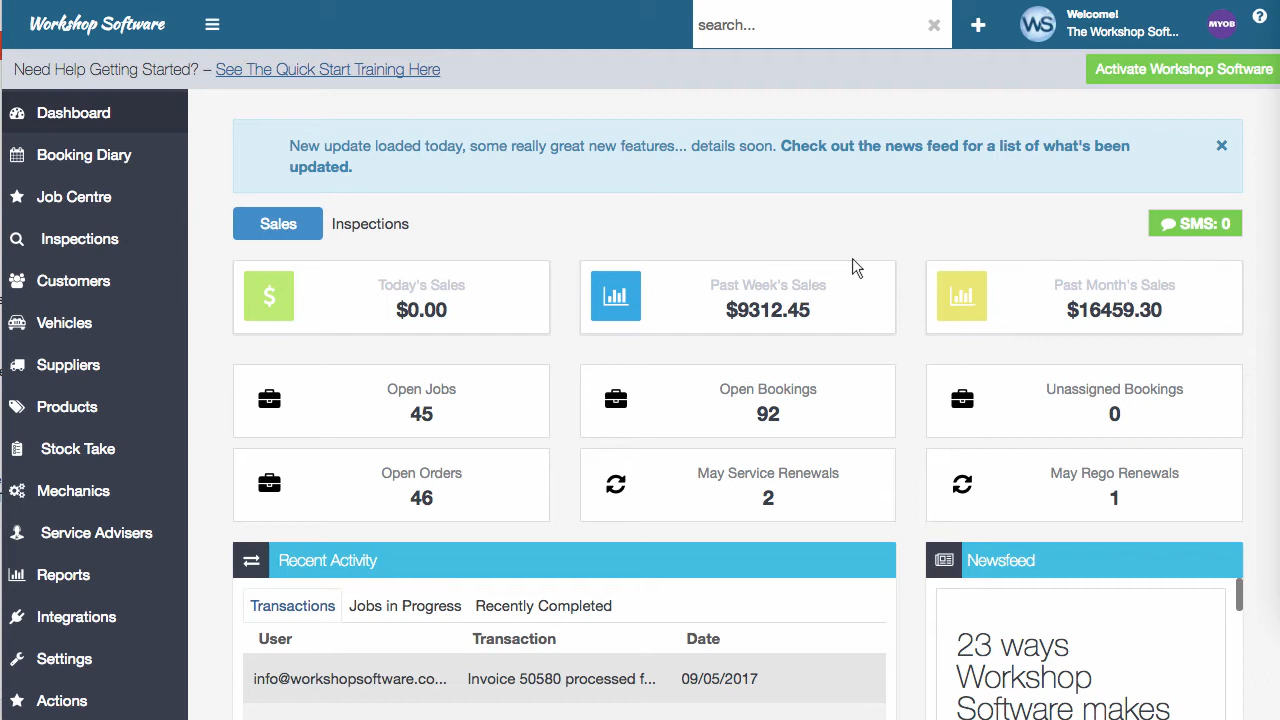 Workshop Software
search...
WS
Welcome!
The Workshop Soft...
MYOB
?
Need Help Getting Started? – See The Quick Start Training Here
Activate Workshop Software
Dashboard
Booking Diary
Job Centre
Inspections
Customers
Vehicles
Suppliers
Products
Stock Take
Mechanics
Service Advisers
Reports
Integrations
Settings
Actions
New update loaded today, some really great new features... details soon. Check out the news feed for a list of what's been
updated.
Sales
Inspections
SMS: 0
$
Today's Sales
$0.00
Past Week's Sales
$9312.45
Past Month's Sales
$16459.30
Open Jobs
45
Open Bookings
92
Unassigned Bookings
0
Open Orders
46
May Service Renewals
2
May Rego Renewals
1
Recent Activity
Transactions Jobs in Progress Recently Completed
User Transaction Date
info@workshopsoftware.co... Invoice 50580 processed f... 09/05/2017
Newsfeed
23 ways
Workshop
Software makes